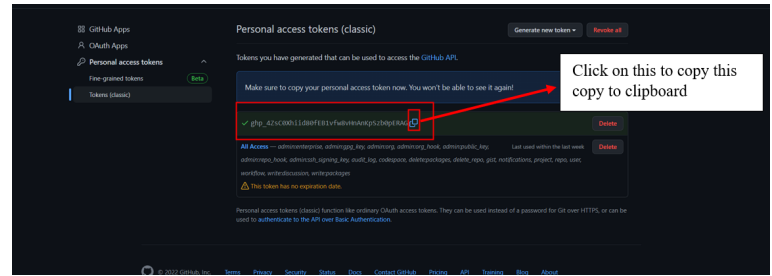 GitHub Apps
OAuth Apps
Personal access tokens
Fine-grained tokens Beta
Tokens (classic)
Personal access tokens (classic)
Generate new token
Revoke all
Tokens you have generated that can be used to access the GitHub API.
Make sure to copy your personal access token now. You won't be able to see it again!
Click on this to copy this
copy to clipboard
Delete
All Access — admin:enterprise, admin:gpg_key, admin:org, admin:org_hook, admin:public_key,
admin:repo_hook, admin:ssh_signing_key, audit_log, codespace, delete:packages, delete_repo, gist, notifications, project, repo, user,
workflow, write:discussion, write:packages
Last used within the last week
Delete
This token has no expiration date.
Personal access tokens (classic) function like ordinary OAuth access tokens. They can be used instead of a password for Git over HTTPS, or can be
used to authenticate to the API over Basic Authentication.
© 2022 GitHub, Inc. Terms Privacy Security Status Docs Contact GitHub Pricing API Training Blog About